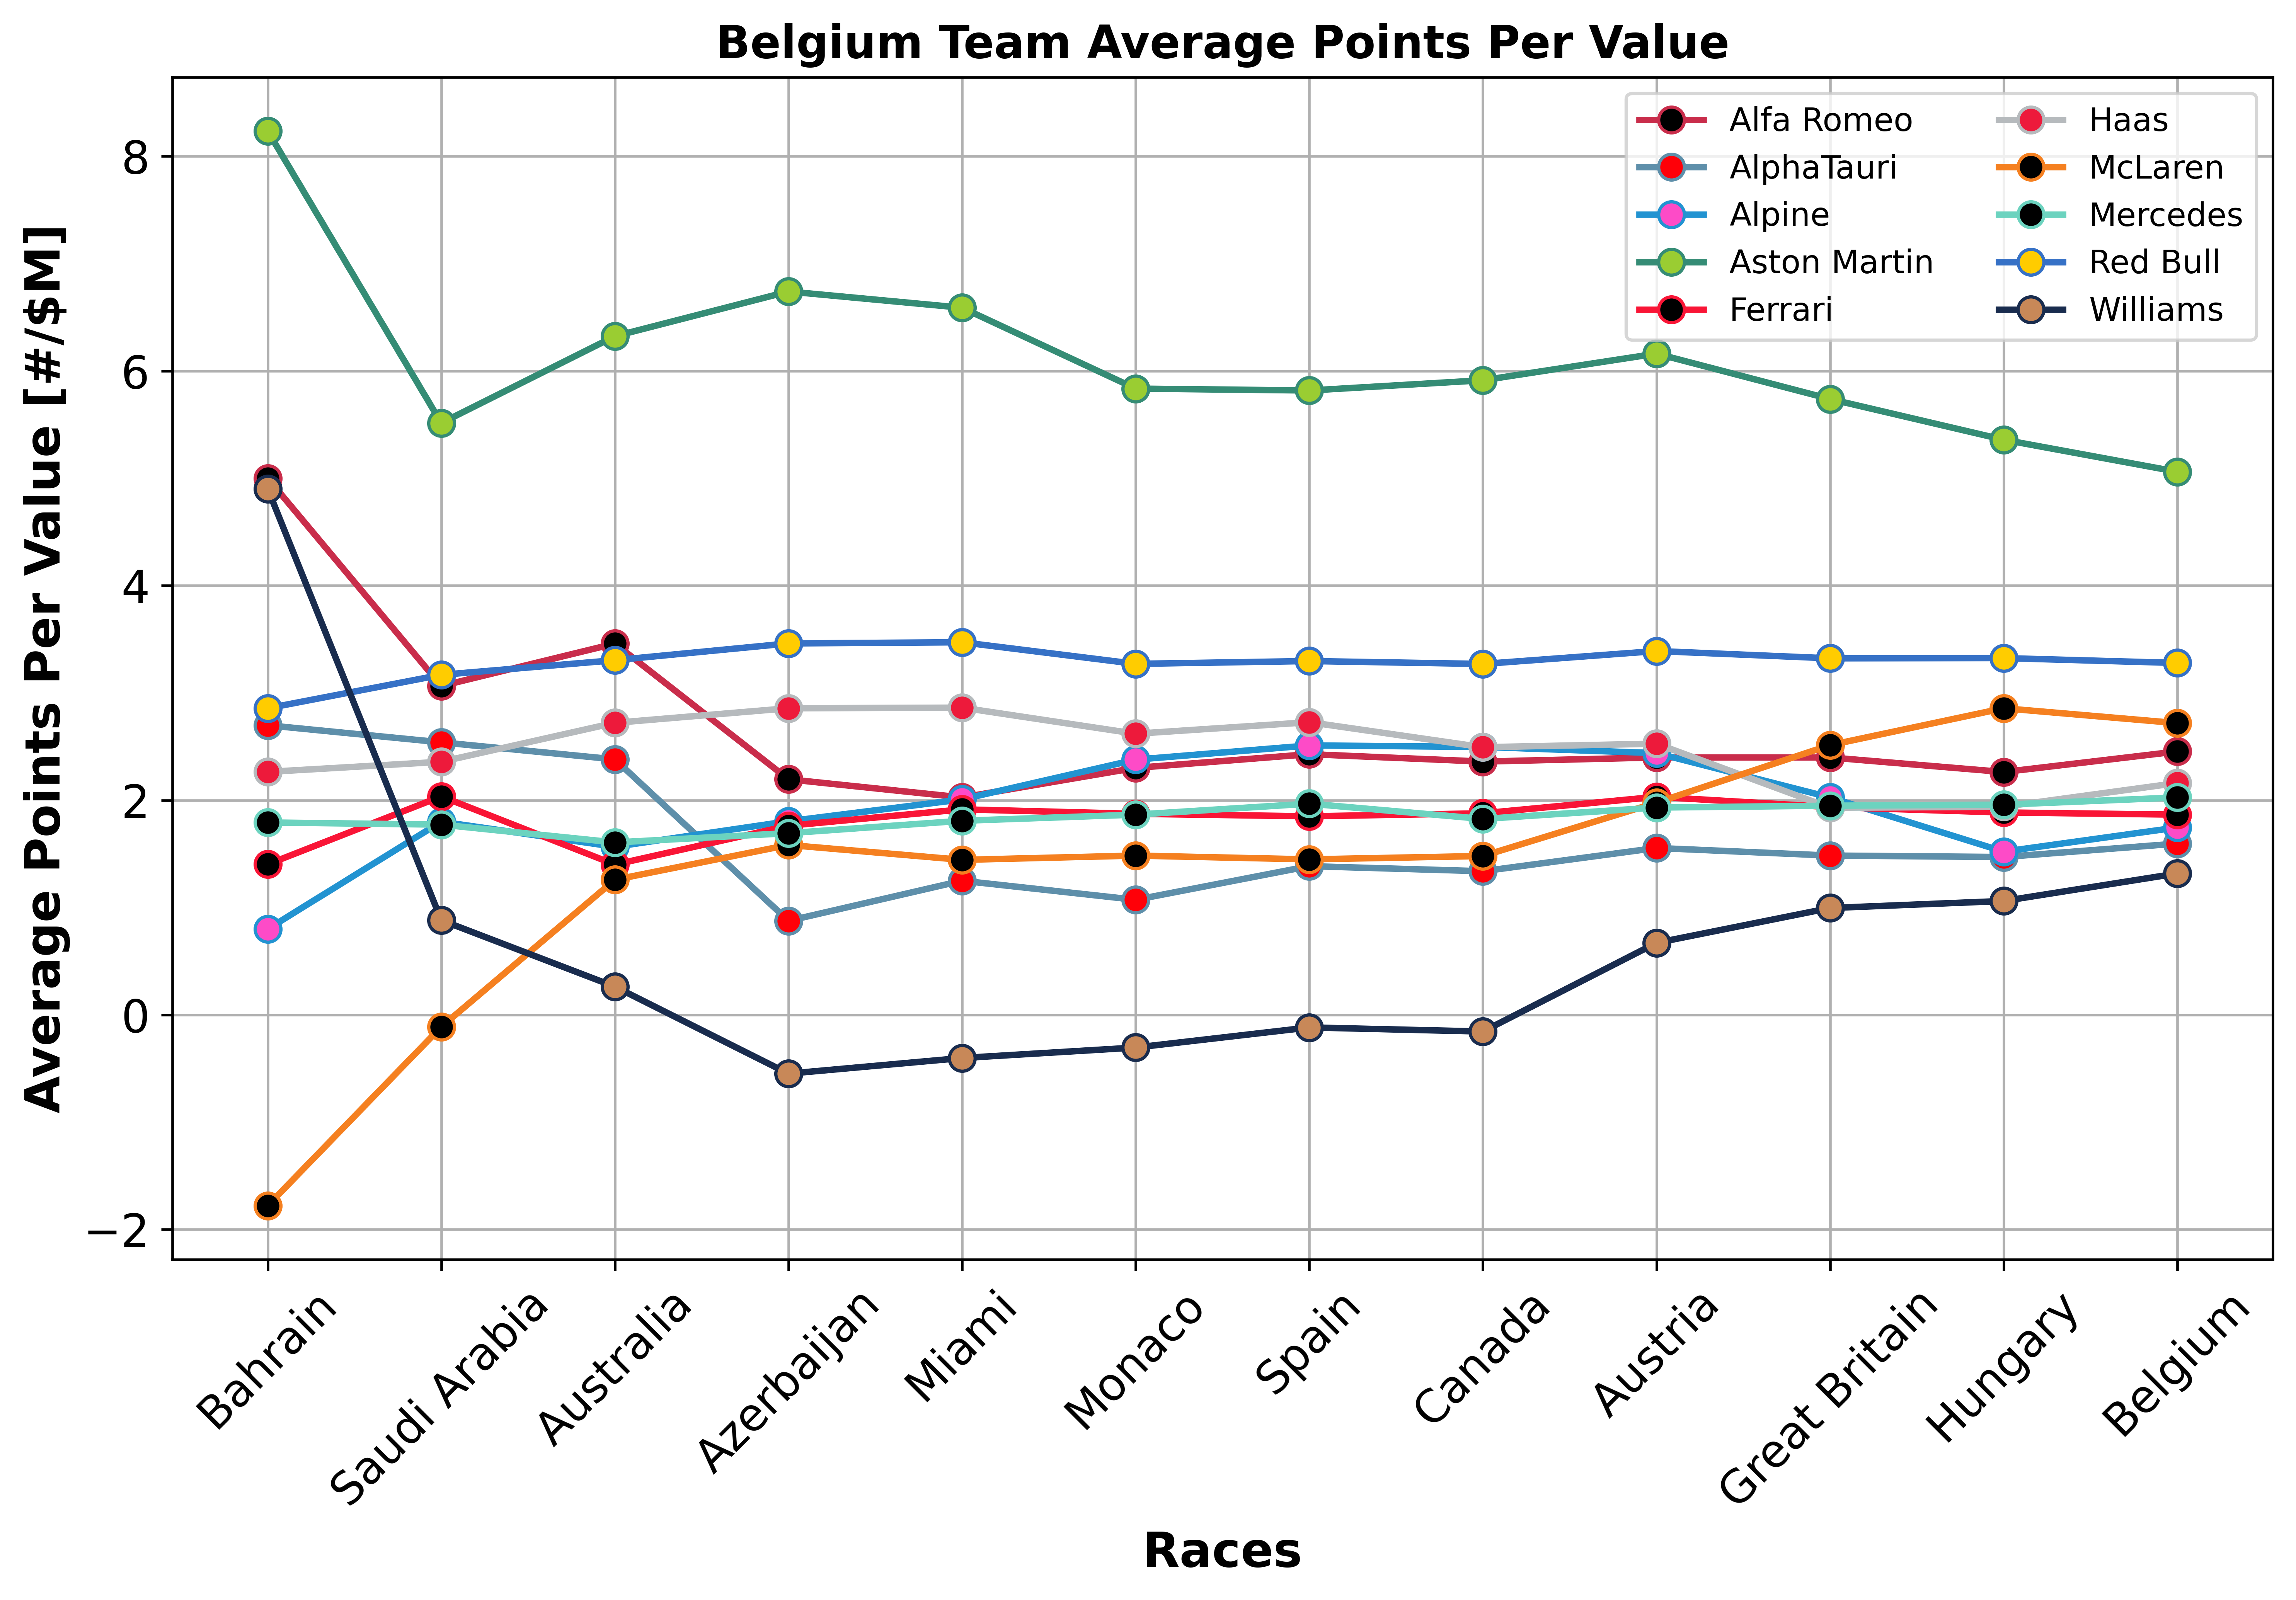 Belgium Team Average Points Per Value
Average Points Per Value [#/$M]
8
6
4
2
0
−2
Alfa Romeo
AlphaTauri
Alpine
Aston Martin
Ferrari
Haas
McLaren
Mercedes
Red Bull
Williams
Bahrain
Saudi Arabia
Australia
Azerbaijan
Miami
Monaco
Spain
Canada
Austria
Great Britain
Hungary
Belgium
Races